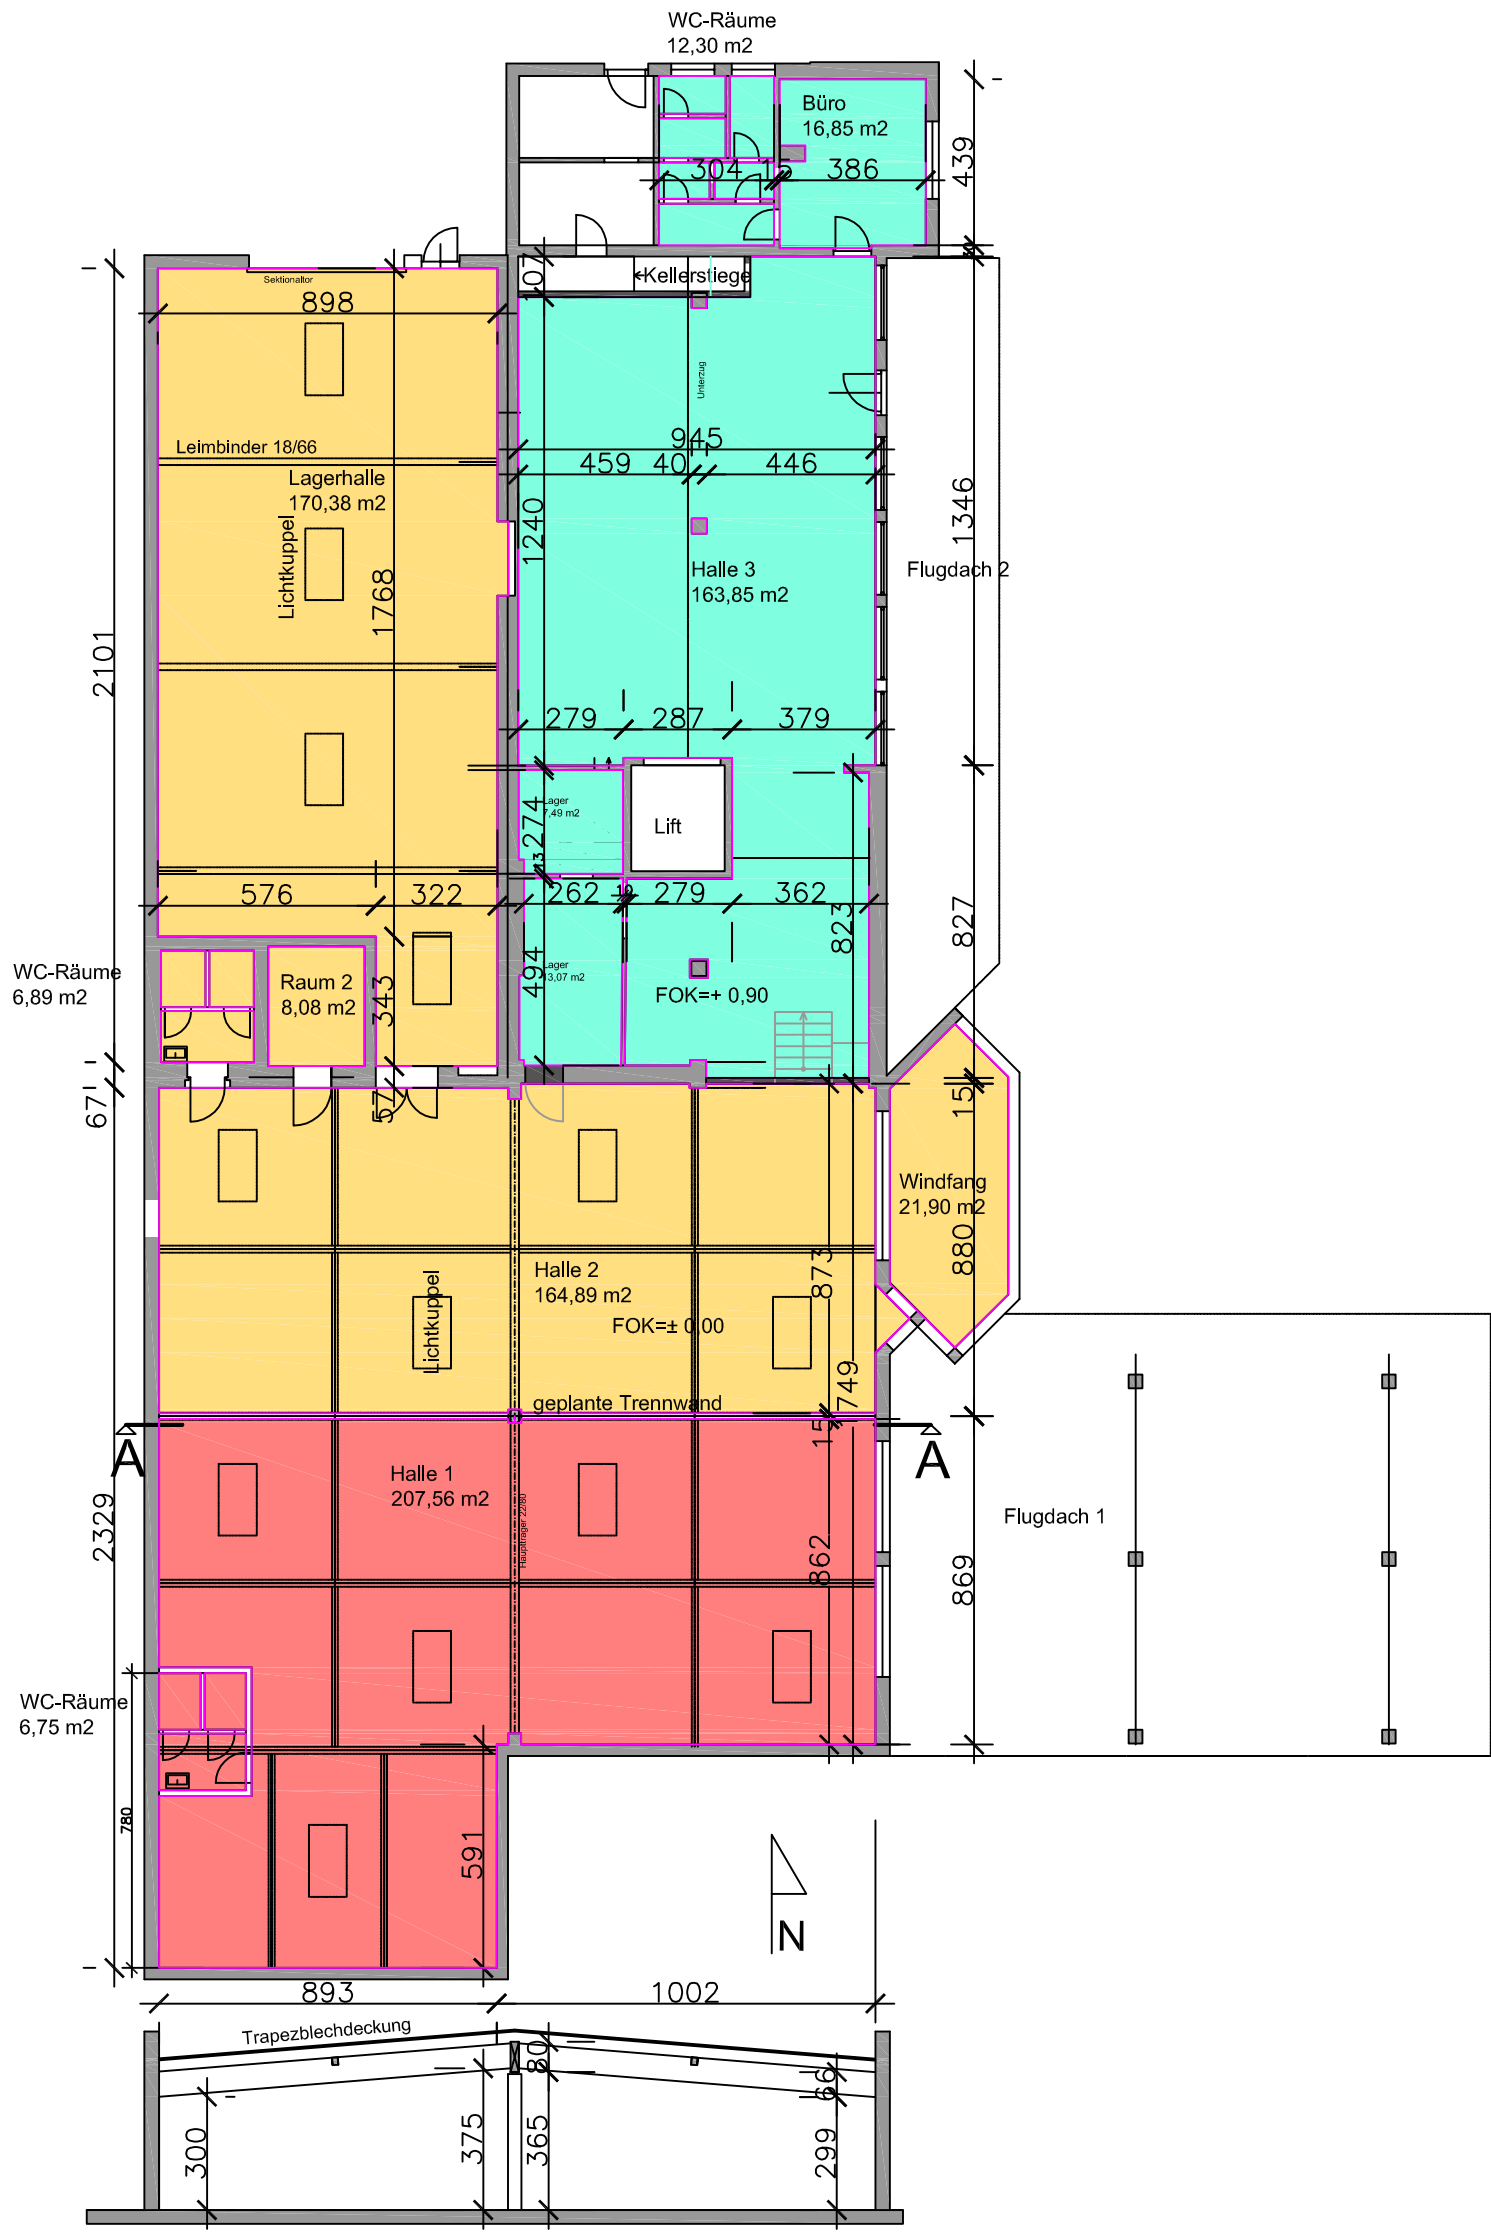 WC-Räume
12,30 m2
Büro
16,85 m2
304
15
386
439
Kellerstiege
107
Sektionaltor
898
Unterzug
Leimbinder 18/66
Lagerhalle
170,38 m2
Lichtkuppel
1768
2101
945
459
40
446
1240
1346
Halle 3
163,85 m2
Flugdach 2
279
287
379
Lager
7,49 m2
274
13
Lift
576
322
262
10
279
362
823
827
WC-Räume
6,89 m2
Raum 2
8,08 m2
343
494
Lager
13,07 m2
FOK=+ 0,90
67
57
15
Windfang
21,90 m2
880
873
Halle 2
164,89 m2
Lichtkuppel
FOK=± 0,00
1749
geplante Trennwand
15
A
A
Halle 1
207,56 m2
Hauptträger 22/80
2329
862
869
Flugdach 1
WC-Räume
6,75 m2
780
591
N
893
1002
Trapezblechdeckung
80
66
300
375
365
299